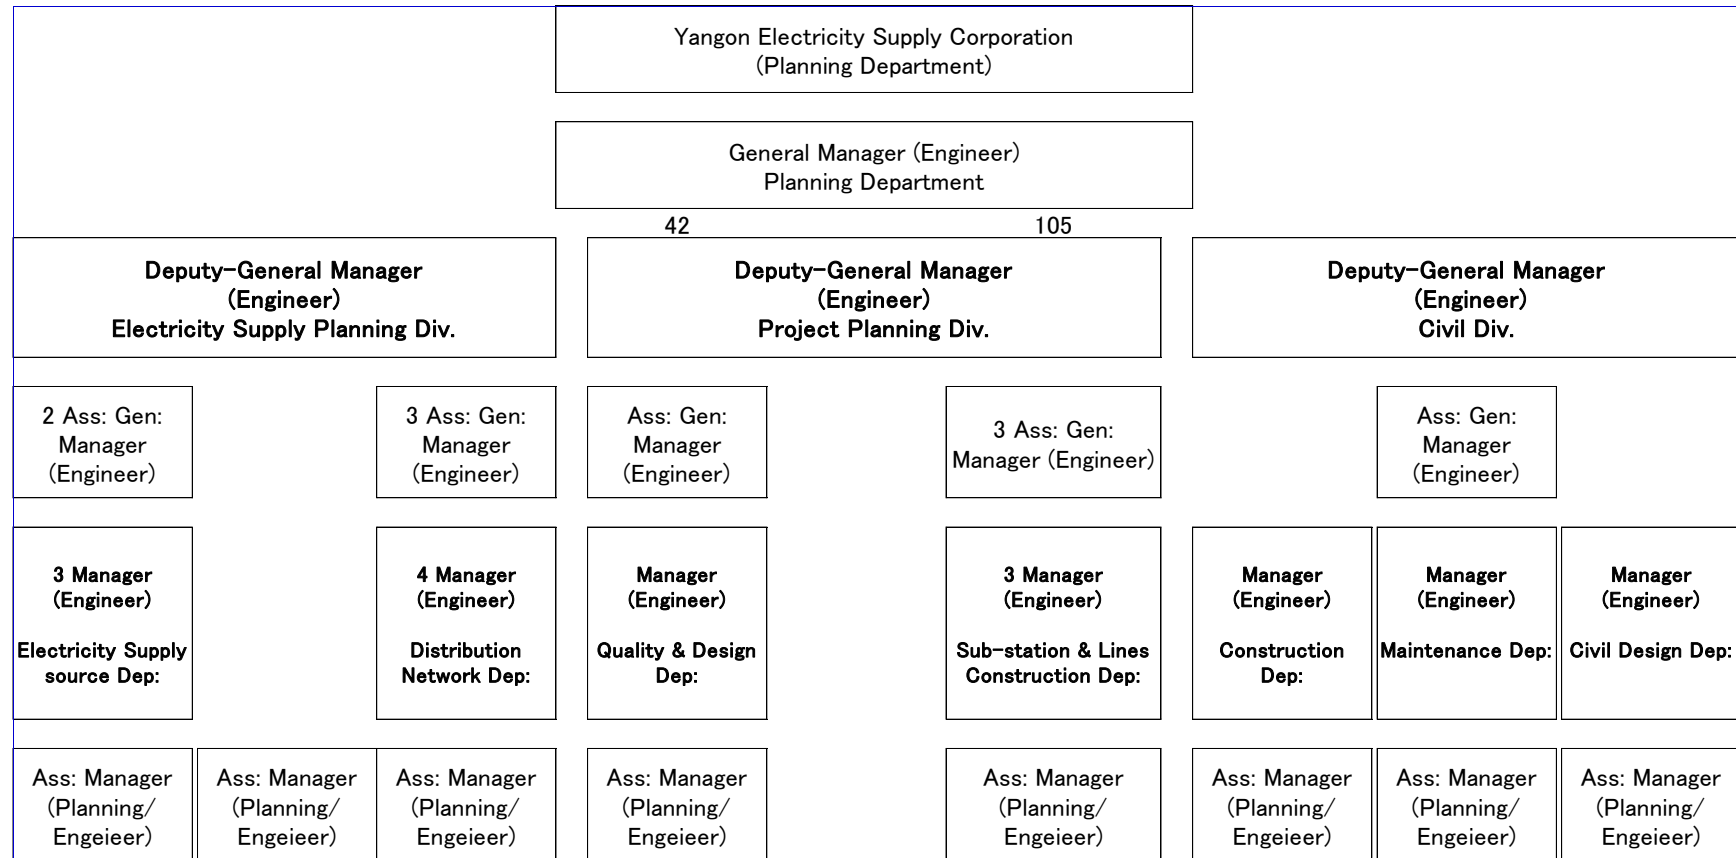 Yangon Electricity Supply Corporation
(Planning Department)
General Manager (Engineer)
Planning Department
42
105
Deputy-General Manager
(Engineer)
Electricity Supply Planning Div.
Deputy-General Manager
(Engineer)
Project Planning Div.
Deputy-General Manager
(Engineer)
Civil Div.
2 Ass: Gen:
Manager
(Engineer)
3 Ass: Gen:
Manager
(Engineer)
Ass: Gen:
Manager
(Engineer)
3 Ass: Gen:
Manager (Engineer)
Ass: Gen:
Manager
(Engineer)
3 Manager
(Engineer)
Electricity Supply
source Dep:
4 Manager
(Engineer)
Distribution
Network Dep:
Manager
(Engineer)
Quality & Design
Dep:
3 Manager
(Engineer)
Sub-station & Lines
Construction Dep:
Manager
(Engineer)
Construction
Dep:
Manager
(Engineer)
Maintenance Dep:
Manager
(Engineer)
Civil Design Dep:
Ass: Manager
(Planning/
Engeieer)
Ass: Manager
(Planning/
Engeieer)
Ass: Manager
(Planning/
Engeieer)
Ass: Manager
(Planning/
Engeieer)
Ass: Manager
(Planning/
Engeieer)
Ass: Manager
(Planning/
Engeieer)
Ass: Manager
(Planning/
Engeieer)
Ass: Manager
(Planning/
Engeieer)